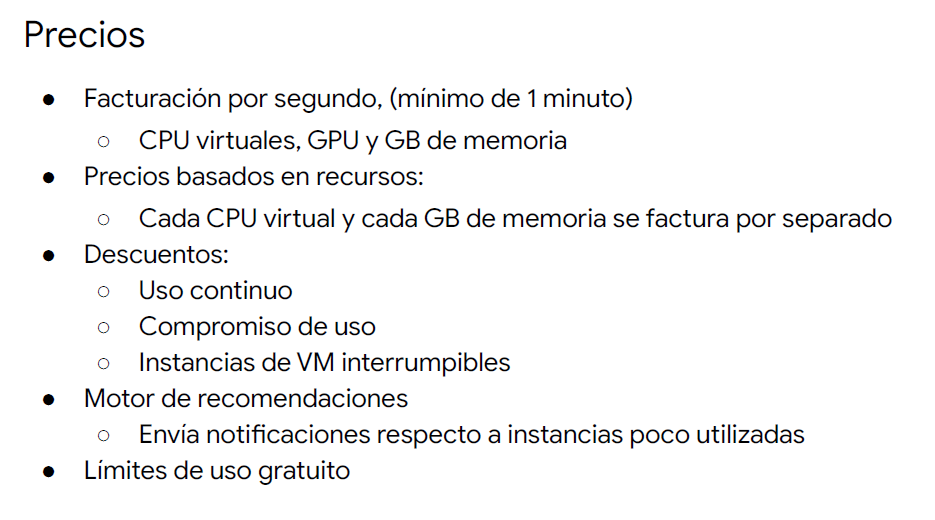 Precios
● Facturación por segundo, (mínimo de 1 minuto)
○ CPU virtuales, GPU y GB de memoria
● Precios basados en recursos:
○ Cada CPU virtual y cada GB de memoria se factura por separado
● Descuentos:
○ Uso continuo
○ Compromiso de uso
○ Instancias de VM interrumpibles
● Motor de recomendaciones
○ Envía notificaciones respecto a instancias poco utilizadas
● Límites de uso gratuito